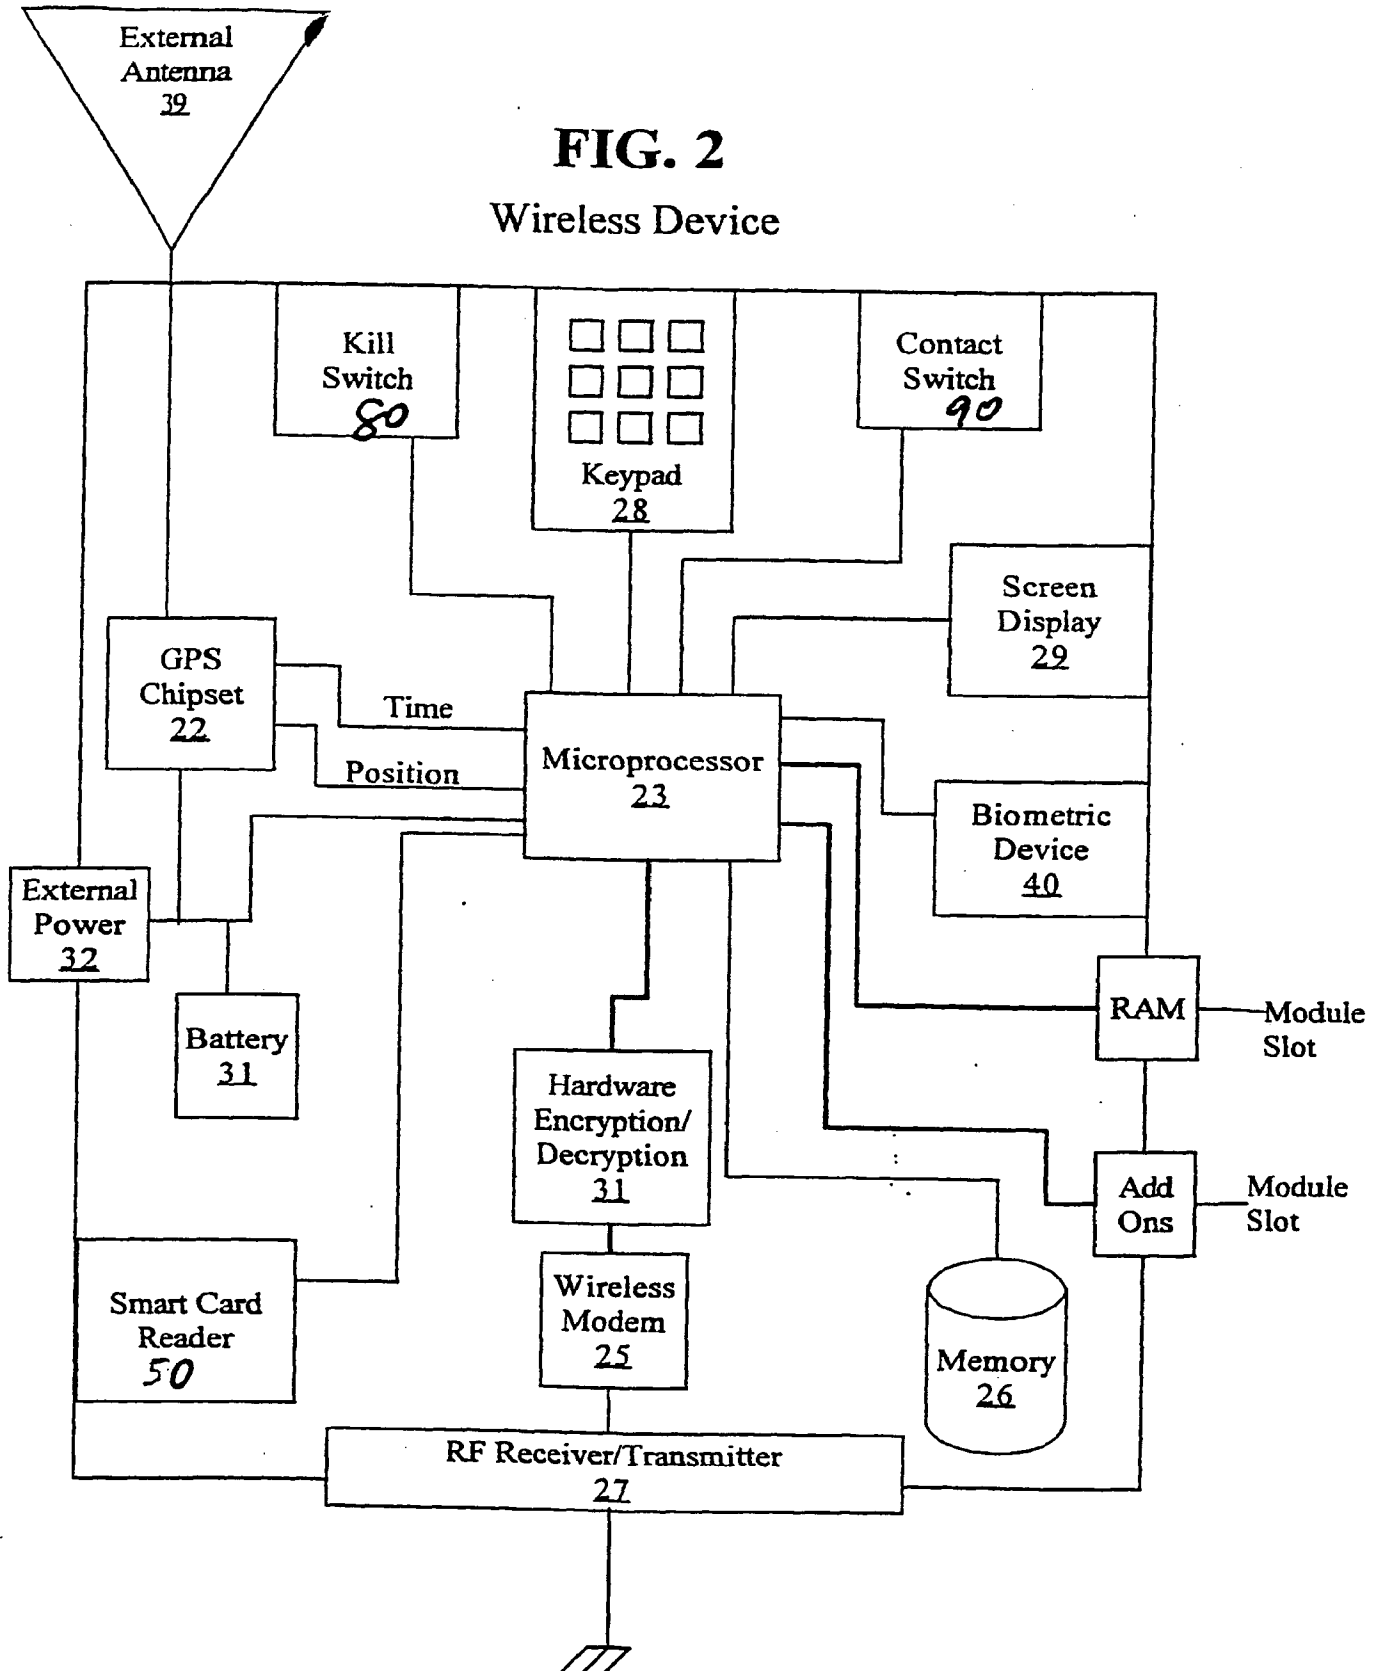 External
Antenna
39
FIG. 2
Wireless Device
Kill
Switch
80
Keypad
28
Contact
Switch
90
Screen
Display
29
GPS
Chipset
22
Time
Position
Microprocessor
23
Biometric
Device
40
External
Power
32
Battery
31
RAM
Module
Slot
Hardware
Encryption/
Decryption
31
Add
Ons
Module
Slot
Smart Card
Reader
50
Wireless
Modem
25
Memory
26
RF Receiver/Transmitter
27